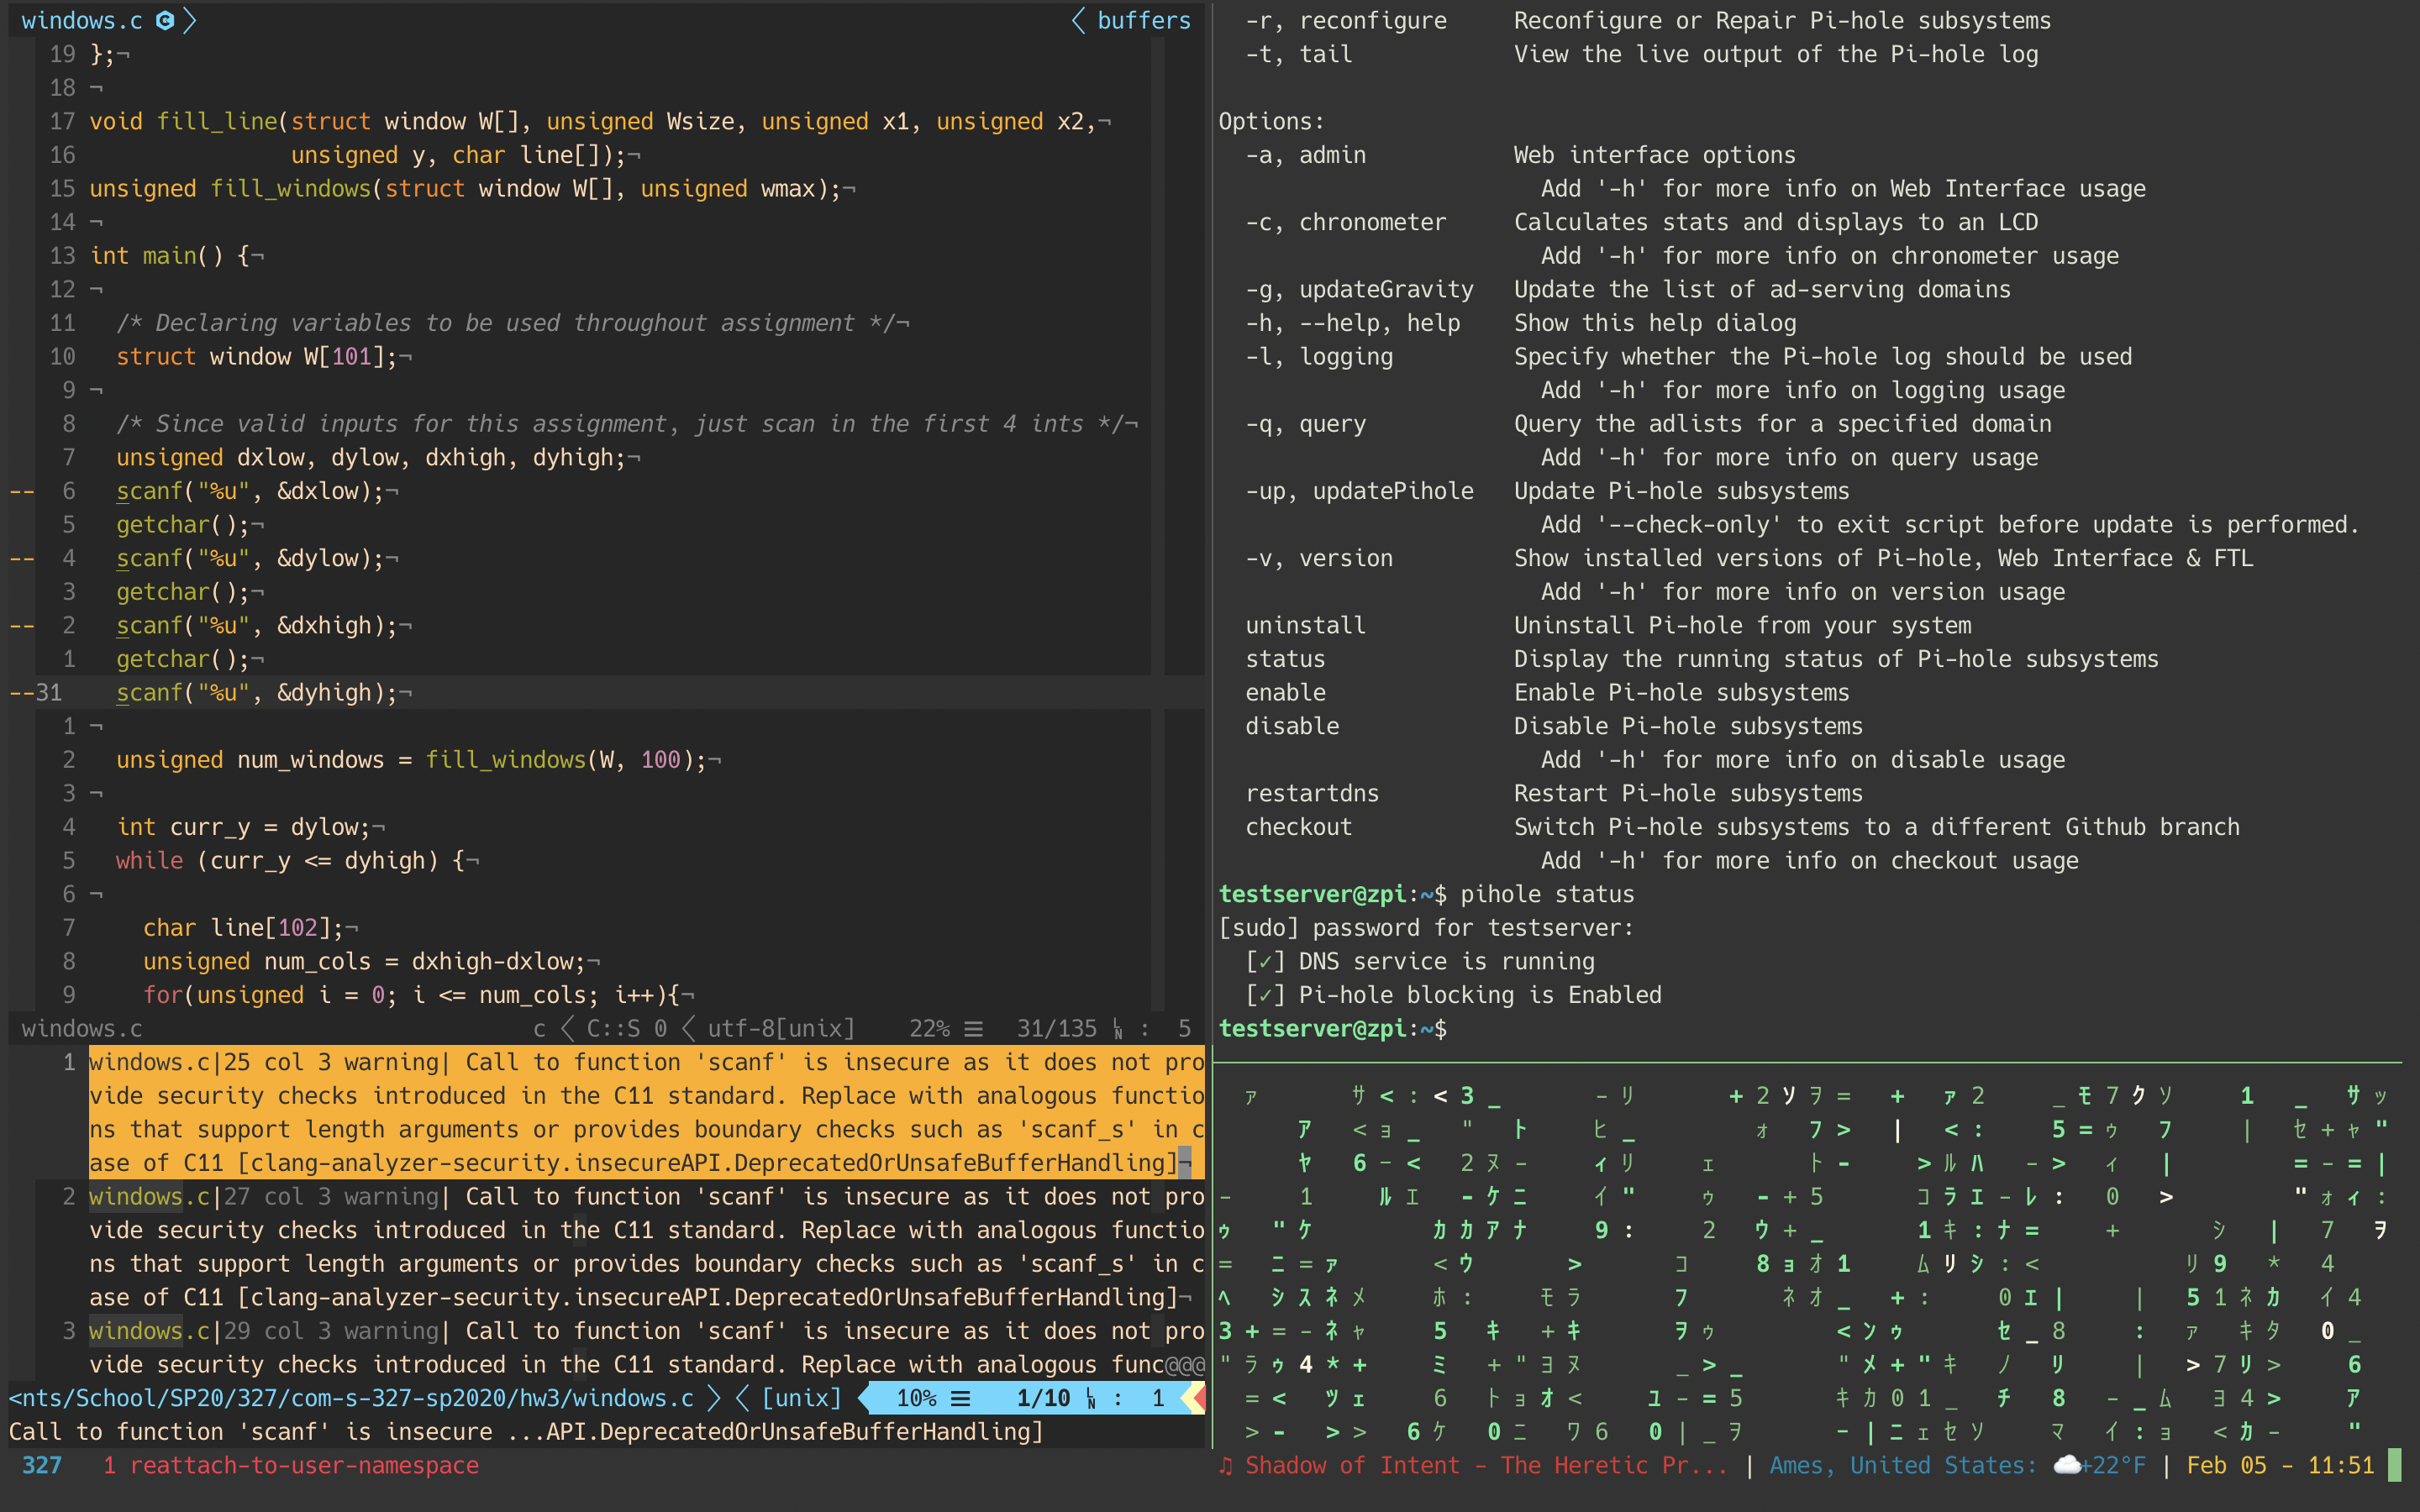 windows.c
buffers
19 };¬
18 ¬
17 void fill_line(struct window W[], unsigned Wsize, unsigned x1, unsigned x2,¬
16                unsigned y, char line[]);¬
15 unsigned fill_windows(struct window W[], unsigned wmax);¬
14 ¬
13 int main() {¬
12 ¬
11   /* Declaring variables to be used throughout assignment */¬
10   struct window W[101];¬
9 ¬
8   /* Since valid inputs for this assignment, just scan in the first 4 ints */¬
7   unsigned dxlow, dylow, dxhigh, dyhigh;¬
-- 6   scanf("%u", &dxlow);¬
5   getchar();¬
-- 4   scanf("%u", &dylow);¬
3   getchar();¬
-- 2   scanf("%u", &dxhigh);¬
1   getchar();¬
--31   scanf("%u", &dyhigh);¬
1 ¬
2   unsigned num_windows = fill_windows(W, 100);¬
3 ¬
4   int curr_y = dylow;¬
5   while (curr_y <= dyhigh) {¬
6 ¬
7     char line[102];¬
8     unsigned num_cols = dxhigh-dxlow;¬
9     for(unsigned i = 0; i <= num_cols; i++){¬
windows.c   c < C::S 0 < utf-8[unix]   22% ☰   31/135 ㏑ :  5
1 windows.c|25 col 3 warning| Call to function 'scanf' is insecure as it does not pro
vide security checks introduced in the C11 standard. Replace with analogous functio
ns that support length arguments or provides boundary checks such as 'scanf_s' in c
ase of C11 [clang-analyzer-security.insecureAPI.DeprecatedOrUnsafeBufferHandling]¬
2 windows.c|27 col 3 warning| Call to function 'scanf' is insecure as it does not pro
vide security checks introduced in the C11 standard. Replace with analogous functio
ns that support length arguments or provides boundary checks such as 'scanf_s' in c
ase of C11 [clang-analyzer-security.insecureAPI.DeprecatedOrUnsafeBufferHandling]¬
3 windows.c|29 col 3 warning| Call to function 'scanf' is insecure as it does not pro
vide security checks introduced in the C11 standard. Replace with analogous func@@@
<nts/School/SP20/327/com-s-327-sp2020/hw3/windows.c > < [unix]   10% ☰   1/10 ㏑ :  1
Call to function 'scanf' is insecure ...API.DeprecatedOrUnsafeBufferHandling]
-r, reconfigure     Reconfigure or Repair Pi-hole subsystems
-t, tail            View the live output of the Pi-hole log
Options:
-a, admin           Web interface options
Add '-h' for more info on Web Interface usage
-c, chronometer     Calculates stats and displays to an LCD
Add '-h' for more info on chronometer usage
-g, updateGravity   Update the list of ad-serving domains
-h, --help, help    Show this help dialog
-l, logging         Specify whether the Pi-hole log should be used
Add '-h' for more info on logging usage
-q, query           Query the adlists for a specified domain
Add '-h' for more info on query usage
-up, updatePihole   Update Pi-hole subsystems
Add '--check-only' to exit script before update is performed.
-v, version         Show installed versions of Pi-hole, Web Interface & FTL
Add '-h' for more info on version usage
uninstall           Uninstall Pi-hole from your system
status              Display the running status of Pi-hole subsystems
enable              Enable Pi-hole subsystems
disable             Disable Pi-hole subsystems
Add '-h' for more info on disable usage
restartdns          Restart Pi-hole subsystems
checkout            Switch Pi-hole subsystems to a different Github branch
Add '-h' for more info on checkout usage
testserver@zpi:~$ pihole status
[sudo] password for testserver:
[✓] DNS service is running
[✓] Pi-hole blocking is Enabled
testserver@zpi:~$
327   1 reattach-to-user-namespace
♫ Shadow of Intent - The Heretic Pr... | Ames, United States: ☁️+22°F | Feb 05 - 11:51